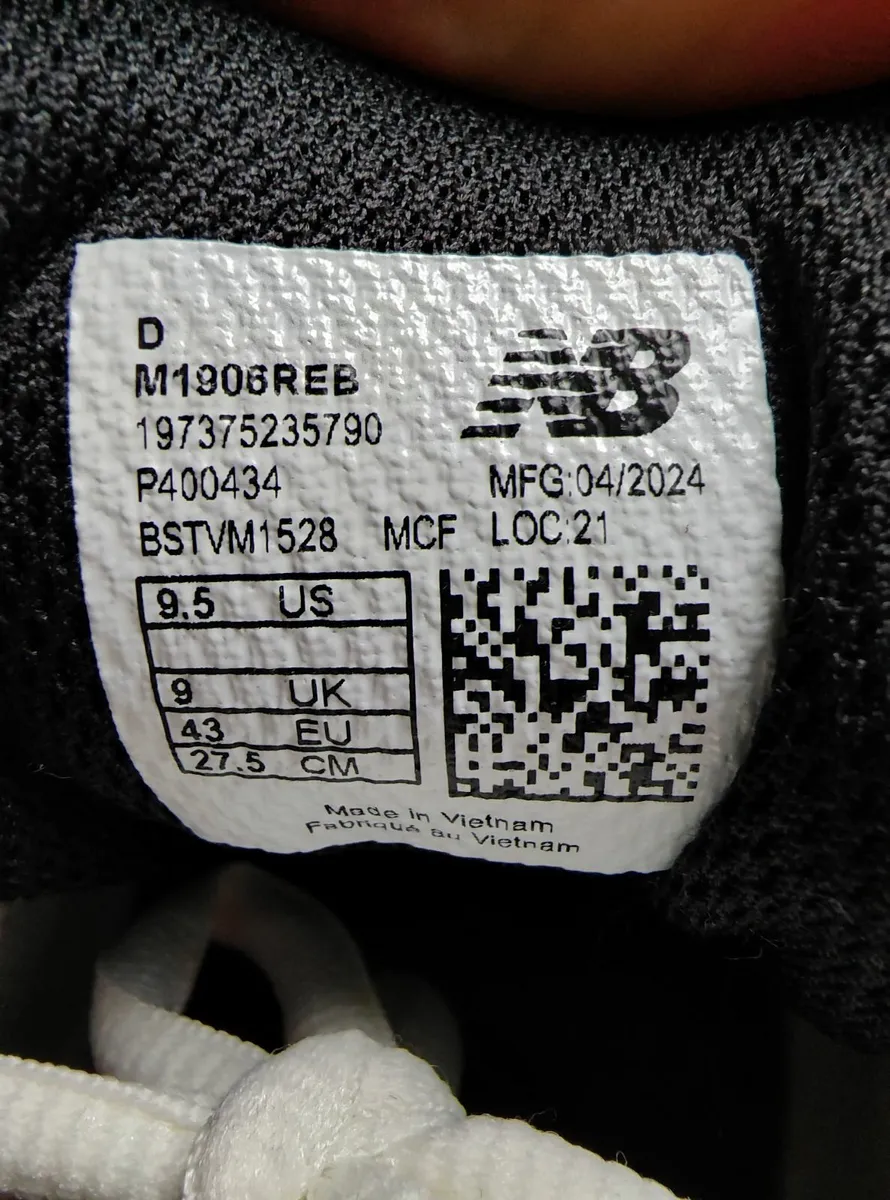 D
M1906REB
197375235790
P400434 MFG:04/2024
BSTVM1528 MCF LOC:21
9.5 US
9 UK
43 EU
27.5 CM
Made in Vietnam
Fabriqué au Vietnam
NB